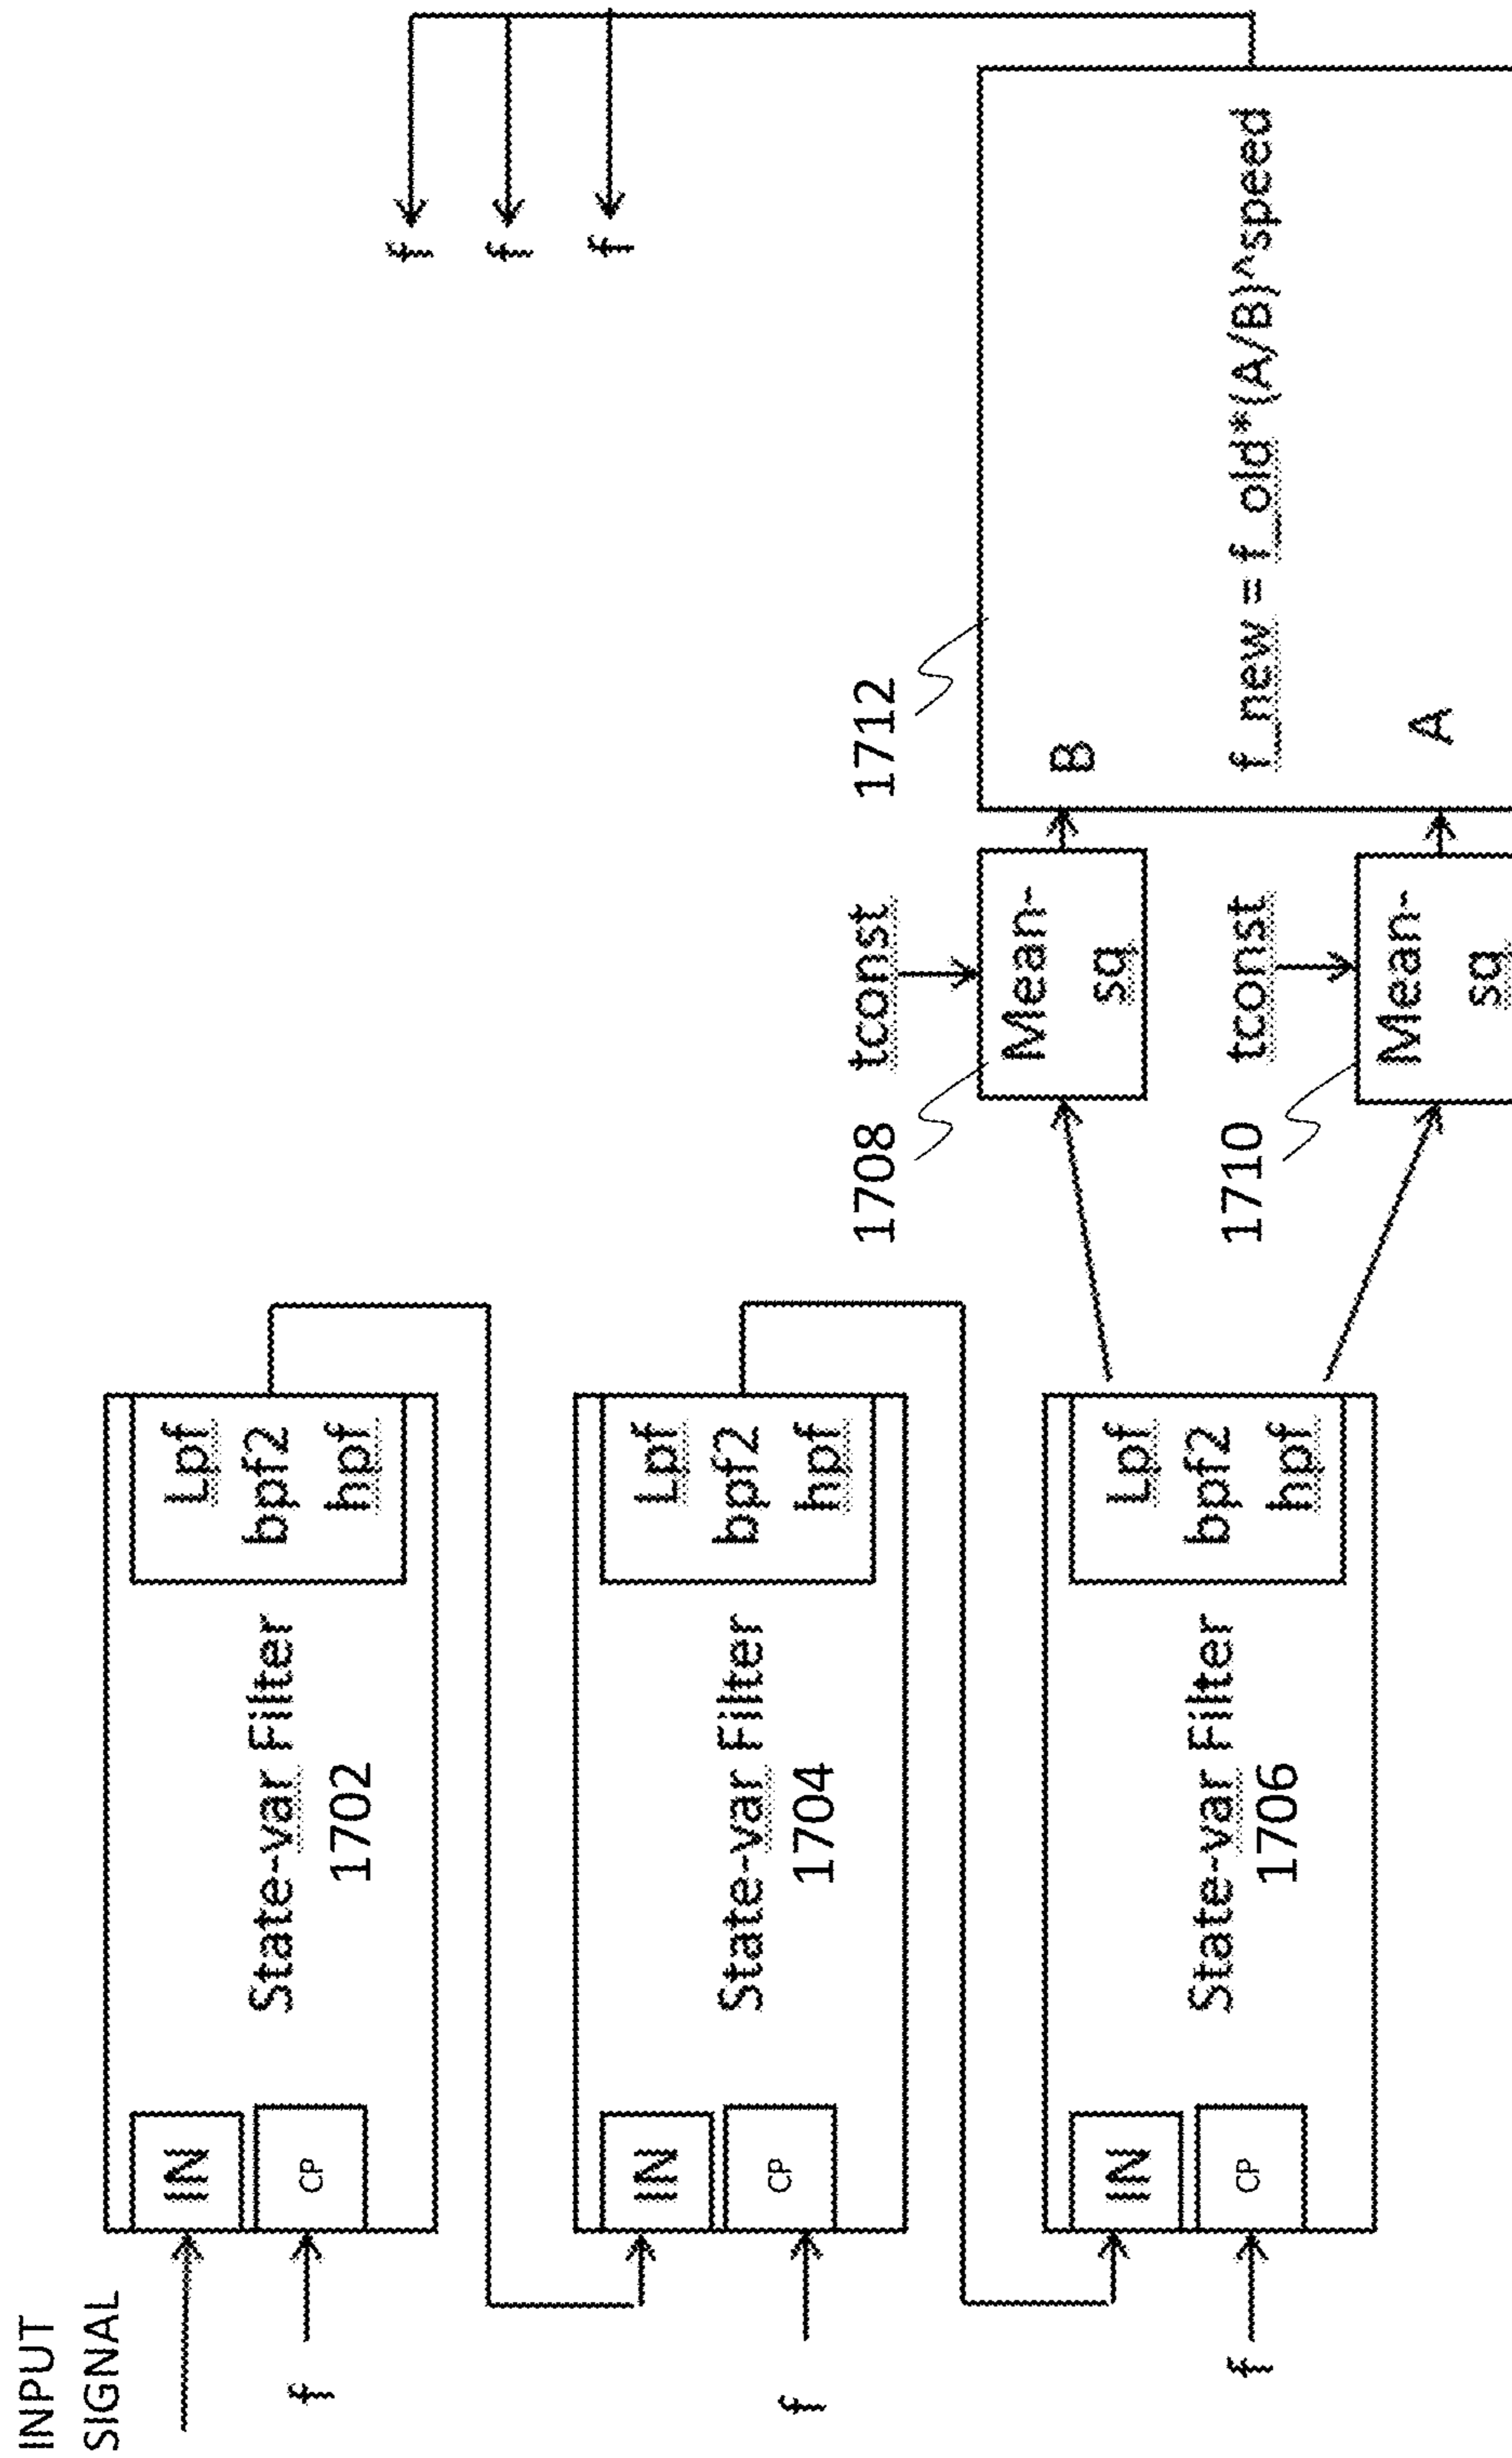 INPUT
SIGNAL
IN
CP
f
State-var Filter
1702
Lpf
bpf2
hpf
f
f
f
IN
CP
f
State-var Filter
1704
Lpf
bpf2
hpf
IN
CP
f
State-var Filter
1706
Lpf
bpf2
hpf
1708
tconst
Mean-
sq
1710
tconst
Mean-
sq
1712
B
f_new = f_old*(A/B)^speed
A